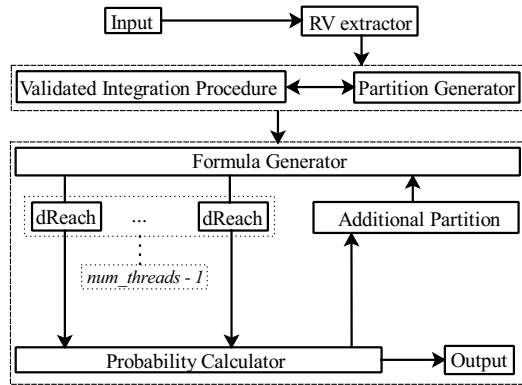 Input
RV extractor
Validated Integration Procedure
Partition Generator
Formula Generator
dReach
...
dReach
Additional Partition
num_threads - 1
Probability Calculator
Output